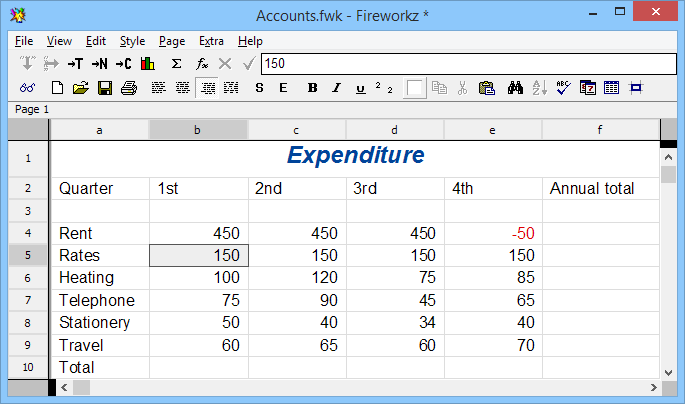 Accounts.fwk - Fireworkz *
File Edit View Style Page Extra Help
T N C Σ fx 150
S E B I U 2 2 A Z ABC 7
Page 1
a b c d e f
1 Expenditure
2 Quarter 1st 2nd 3rd 4th Annual total
3
4 Rent 450 450 450 -50
5 Rates 150 150 150 150
6 Heating 100 120 75 85
7 Telephone 75 90 45 65
8 Stationery 50 40 34 40
9 Travel 60 65 60 70
10 Total